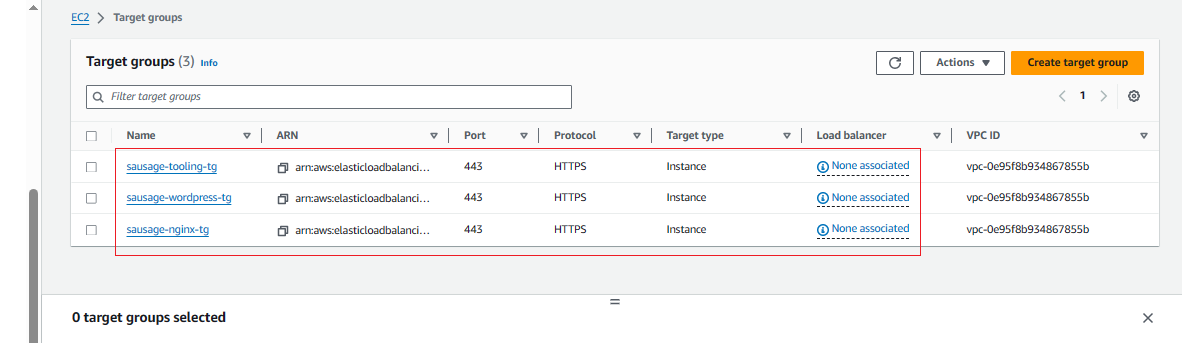 EC2 > Target groups
Target groups (3) Info
Actions
Create target group
Filter target groups
1
Name ARN Port Protocol Target type Load balancer VPC ID
sausage-tooling-tg arn:aws:elasticloadbalanci... 443 HTTPS Instance None associated vpc-0e95f8b934867855b
sausage-wordpress-tg arn:aws:elasticloadbalanci... 443 HTTPS Instance None associated vpc-0e95f8b934867855b
sausage-nginx-tg arn:aws:elasticloadbalanci... 443 HTTPS Instance None associated vpc-0e95f8b934867855b
0 target groups selected